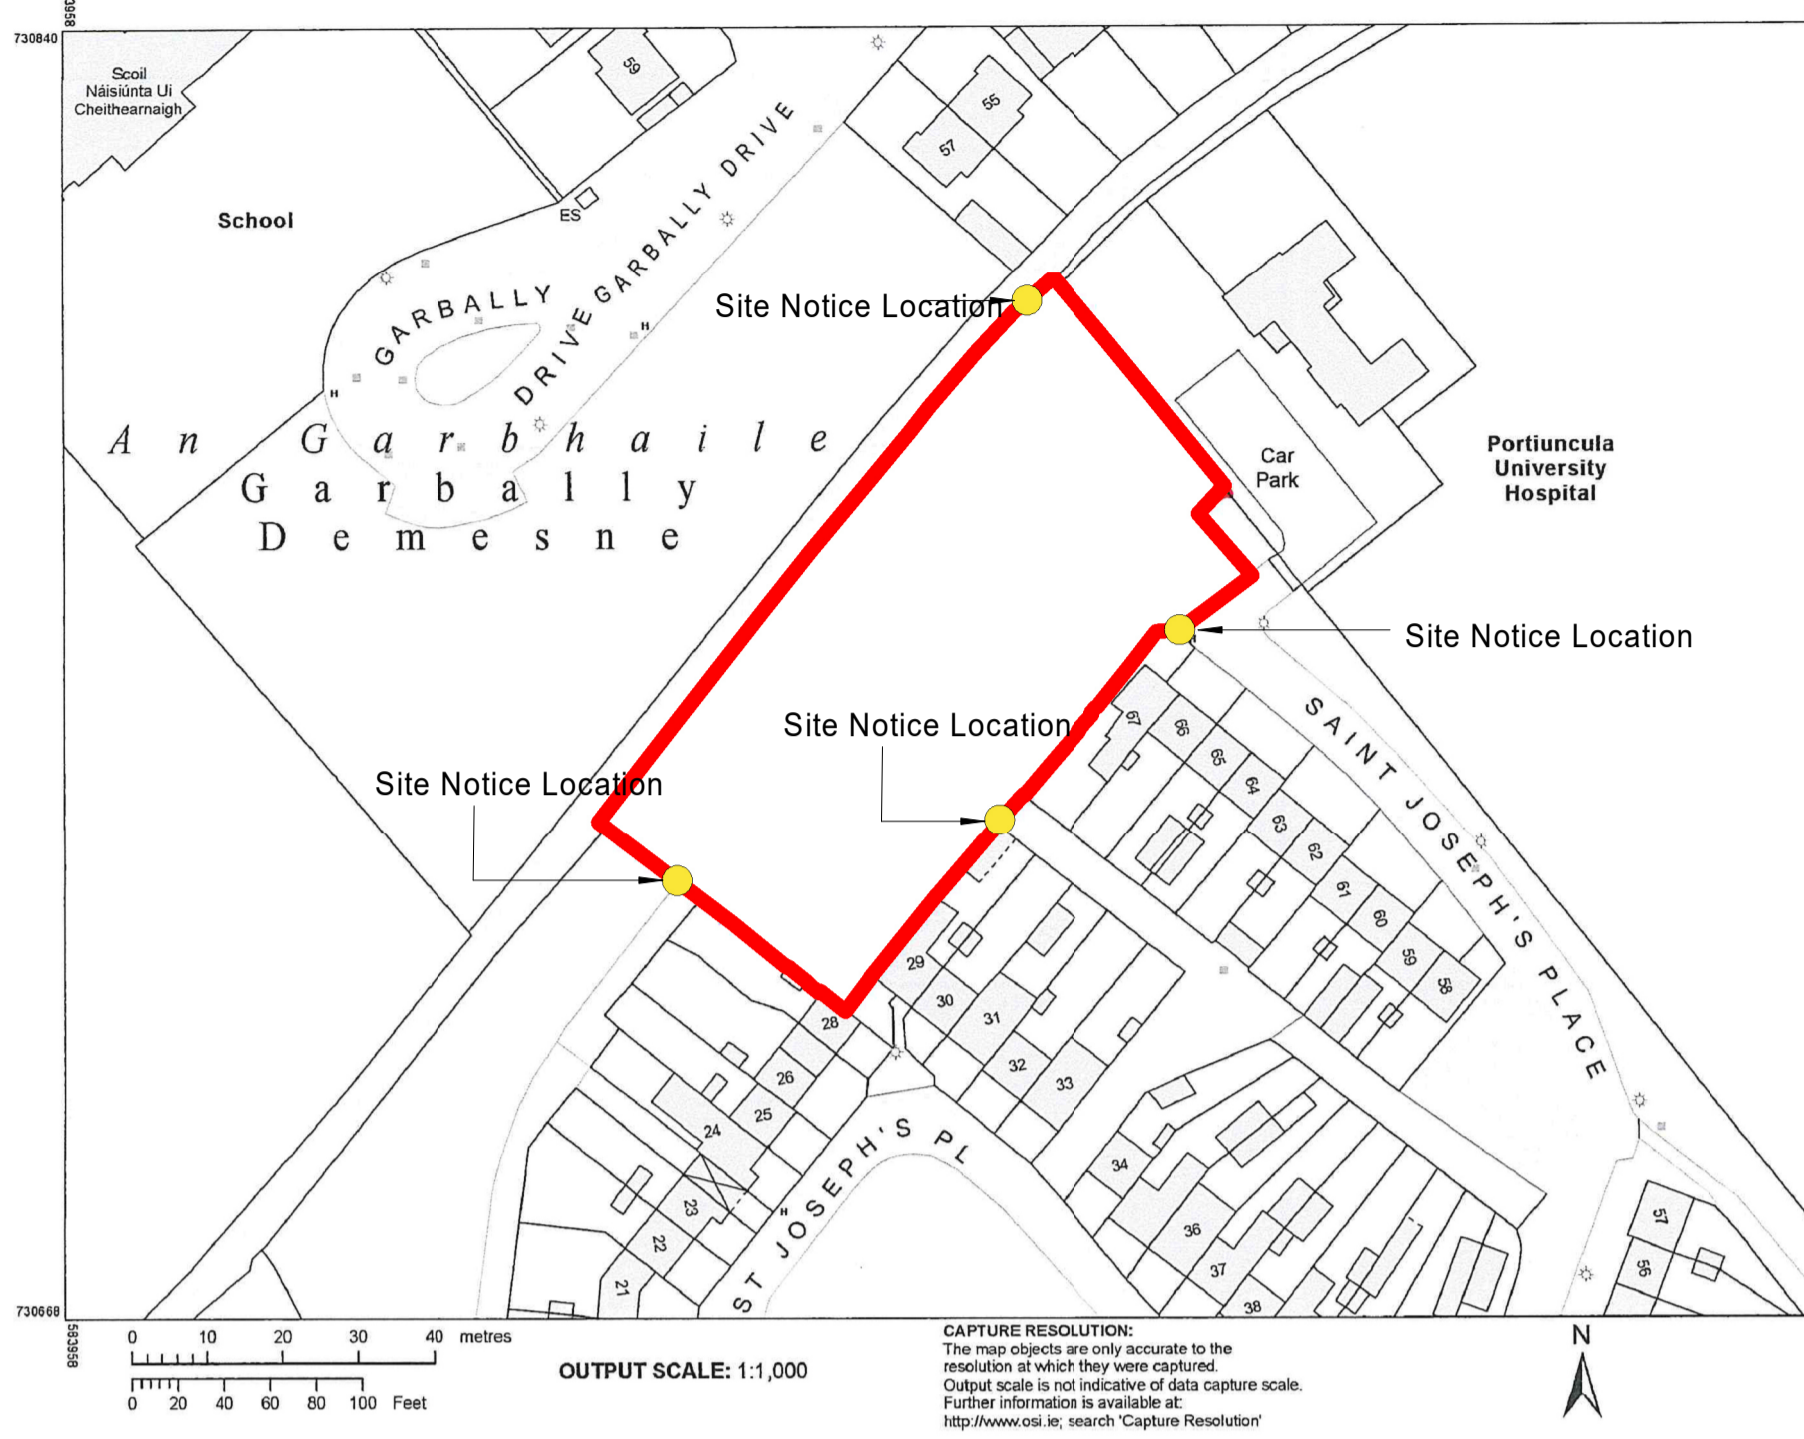 3958
730840
Scoil
Náisiúnta Uí
Cheithearnaigh
59
55
57
School
ES
GARBALLY DRIVE
GARBALLY DRIVE
H
H
Site Notice Location
An Garbhaile
Garbally
Demesne
Car
Park
Portiuncula
University
Hospital
Site Notice Location
Site Notice Location
Site Notice Location
SAINT JOSEPH'S PLACE
67
66
65
64
63
62
61
60
59
58
29
30
31
32
33
28
26
25
24
23
22
21
34
36
37
38
57
56
H
ST JOSEPH'S PL
730668
583958
0 10 20 30 40 metres
0 20 40 60 80 100 Feet
OUTPUT SCALE: 1:1,000
CAPTURE RESOLUTION:
The map objects are only accurate to the
resolution at which they were captured.
Output scale is not indicative of data capture scale.
Further information is available at:
http://www.osi.ie; search 'Capture Resolution'
N